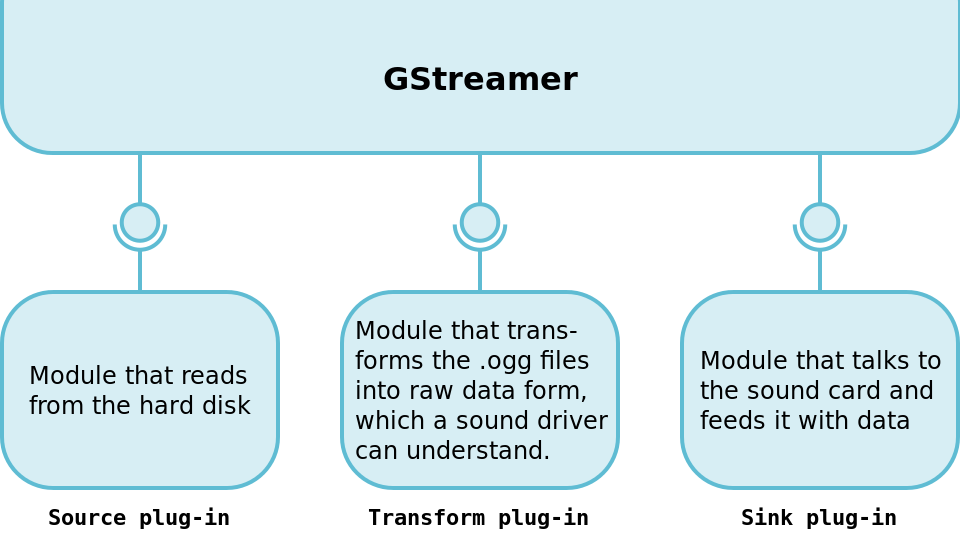 GStreamer
Module that reads
from the hard disk
Module that trans-
forms the .ogg files
into raw data form,
which a sound driver
can understand.
Module that talks to
the sound card and
feeds it with data
Source plug-in
Transform plug-in
Sink plug-in